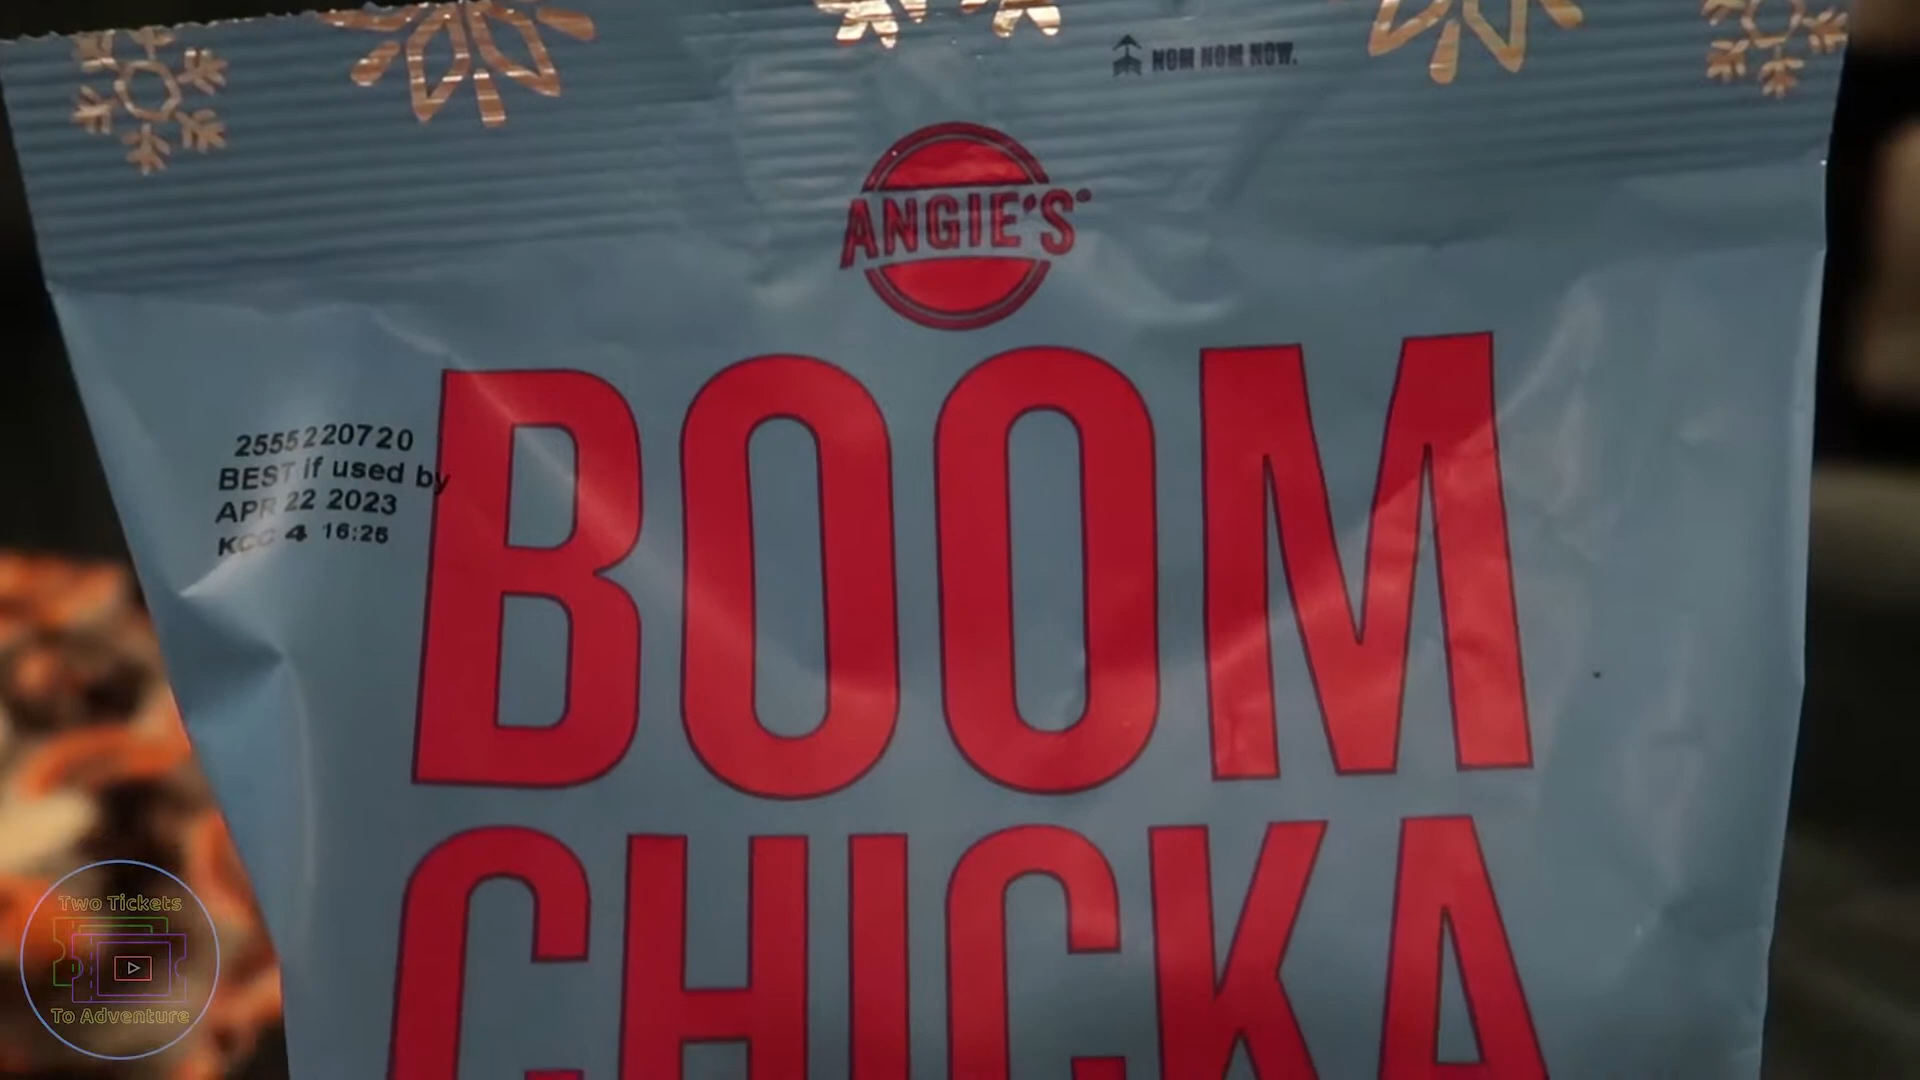 NOM NOM NOW.
ANGIE'S
BOOM
CHICKA
2555220720
BEST if used by
APR 22 2023
KCC 4 16:25
Two Tickets
To Adventure